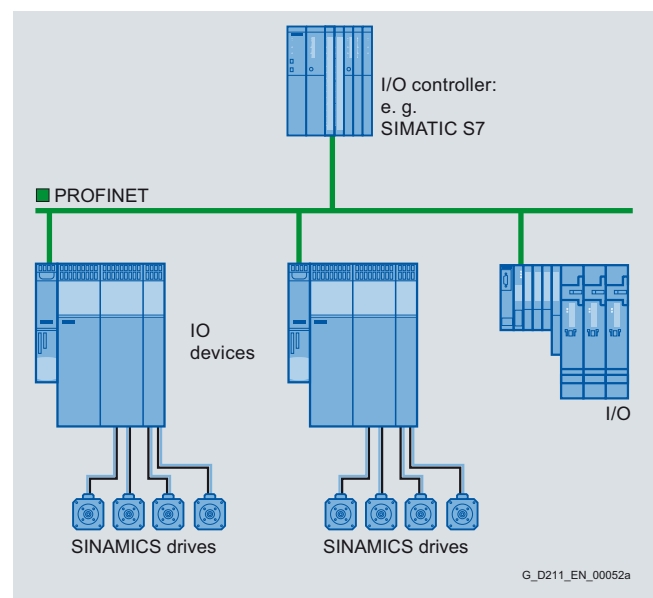 I/O controller:
e. g.
SIMATIC S7
PROFINET
IO
devices
I/O
SINAMICS drives
SINAMICS drives
G_D211_EN_00052a